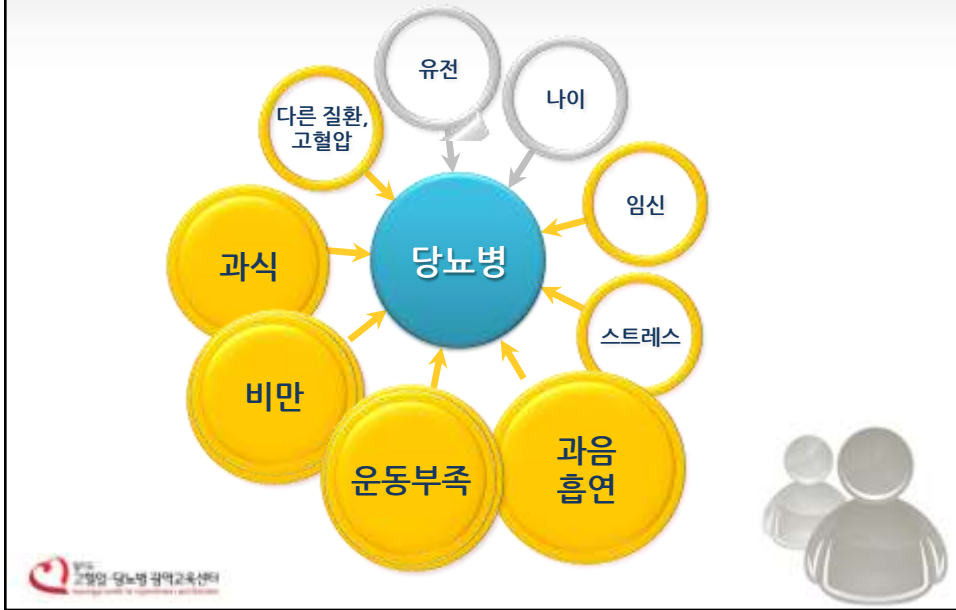 유전
나이
다른 질환,
고혈압
임신
당뇨병
과식
스트레스
비만
과음
흡연
운동부족
고혈압·당뇨병 광역교육센터